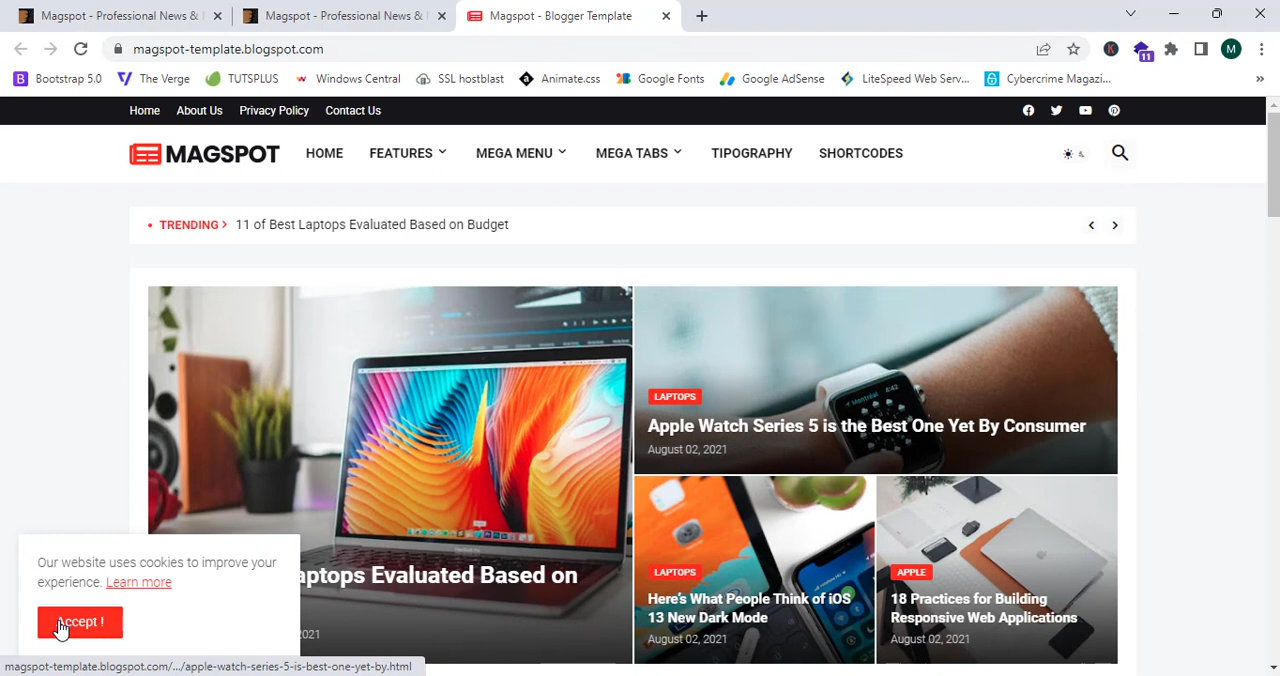 Magspot - Professional News &
Magspot - Professional News &
Magspot - Blogger Template
magspot-template.blogspot.com
K
11
M
B Bootstrap 5.0
The Verge
TUTSPLUS
Windows Central
SSL hostblast
Animate.css
Google Fonts
Google AdSense
LiteSpeed Web Serv...
Cybercrime Magazi...
»
Home About Us Privacy Policy Contact Us
MAGSPOT
HOME FEATURES MEGA MENU MEGA TABS TIPOGRAPHY SHORTCODES
• TRENDING > 11 of Best Laptops Evaluated Based on Budget
LAPTOPS
Apple Watch Series 5 is the Best One Yet By Consumer
August 02, 2021
aptops Evaluated Based on
2021
LAPTOPS
Here's What People Think of iOS
13 New Dark Mode
August 02, 2021
APPLE
18 Practices for Building
Responsive Web Applications
August 02, 2021
Our website uses cookies to improve your
experience. Learn more
Accept !
magspot-template.blogspot.com/.../apple-watch-series-5-is-best-one-yet-by.html